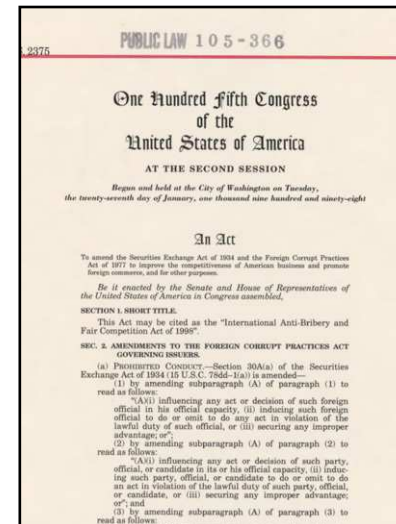 PUBLIC LAW 105-366
S. 2375
One Hundred Fifth Congress
of the
United States of America
AT THE SECOND SESSION
Begun and held at the City of Washington on Tuesday,
the twenty-seventh day of January, one thousand nine hundred and ninety-eight
An Act
To amend the Securities Exchange Act of 1934 and the Foreign Corrupt Practices
Act of 1977 to improve the competitiveness of American business and promote
foreign commerce, and for other purposes.
Be it enacted by the Senate and House of Representatives of
the United States of America in Congress assembled,
SECTION 1. SHORT TITLE.
This Act may be cited as the "International Anti-Bribery and
Fair Competition Act of 1998".
SEC. 2. AMENDMENTS TO THE FOREIGN CORRUPT PRACTICES ACT
GOVERNING ISSUERS.
(a) PROHIBITED CONDUCT.—Section 30A(a) of the Securities
Exchange Act of 1934 (15 U.S.C. 78dd–1(a)) is amended—
(1) by amending subparagraph (A) of paragraph (1) to
read as follows:
"(A)(i) influencing any act or decision of such foreign
official in his official capacity, (ii) inducing such foreign
official to do or omit to do any act in violation of the
lawful duty of such official, or (iii) securing any improper
advantage; or";
(2) by amending subparagraph (A) of paragraph (2) to
read as follows:
"(A)(i) influencing any act or decision of such party,
official, or candidate in its or his official capacity, (ii) induc-
ing such party, official, or candidate to do or omit to do
an act in violation of the lawful duty of such party, official,
or candidate, or (iii) securing any improper advantage;
or"; and
(3) by amending subparagraph (A) of paragraph (3) to
read as follows: